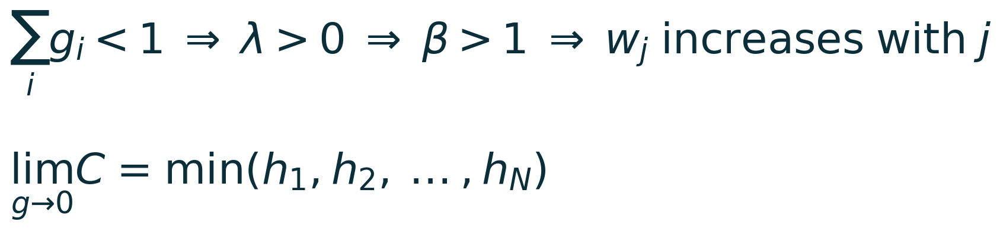 ∑_i g_i < 1 ⇒ λ > 0 ⇒ β > 1 ⇒ w_j increases with j
lim_{g→0} C = min(h_1, h_2, … , h_N)